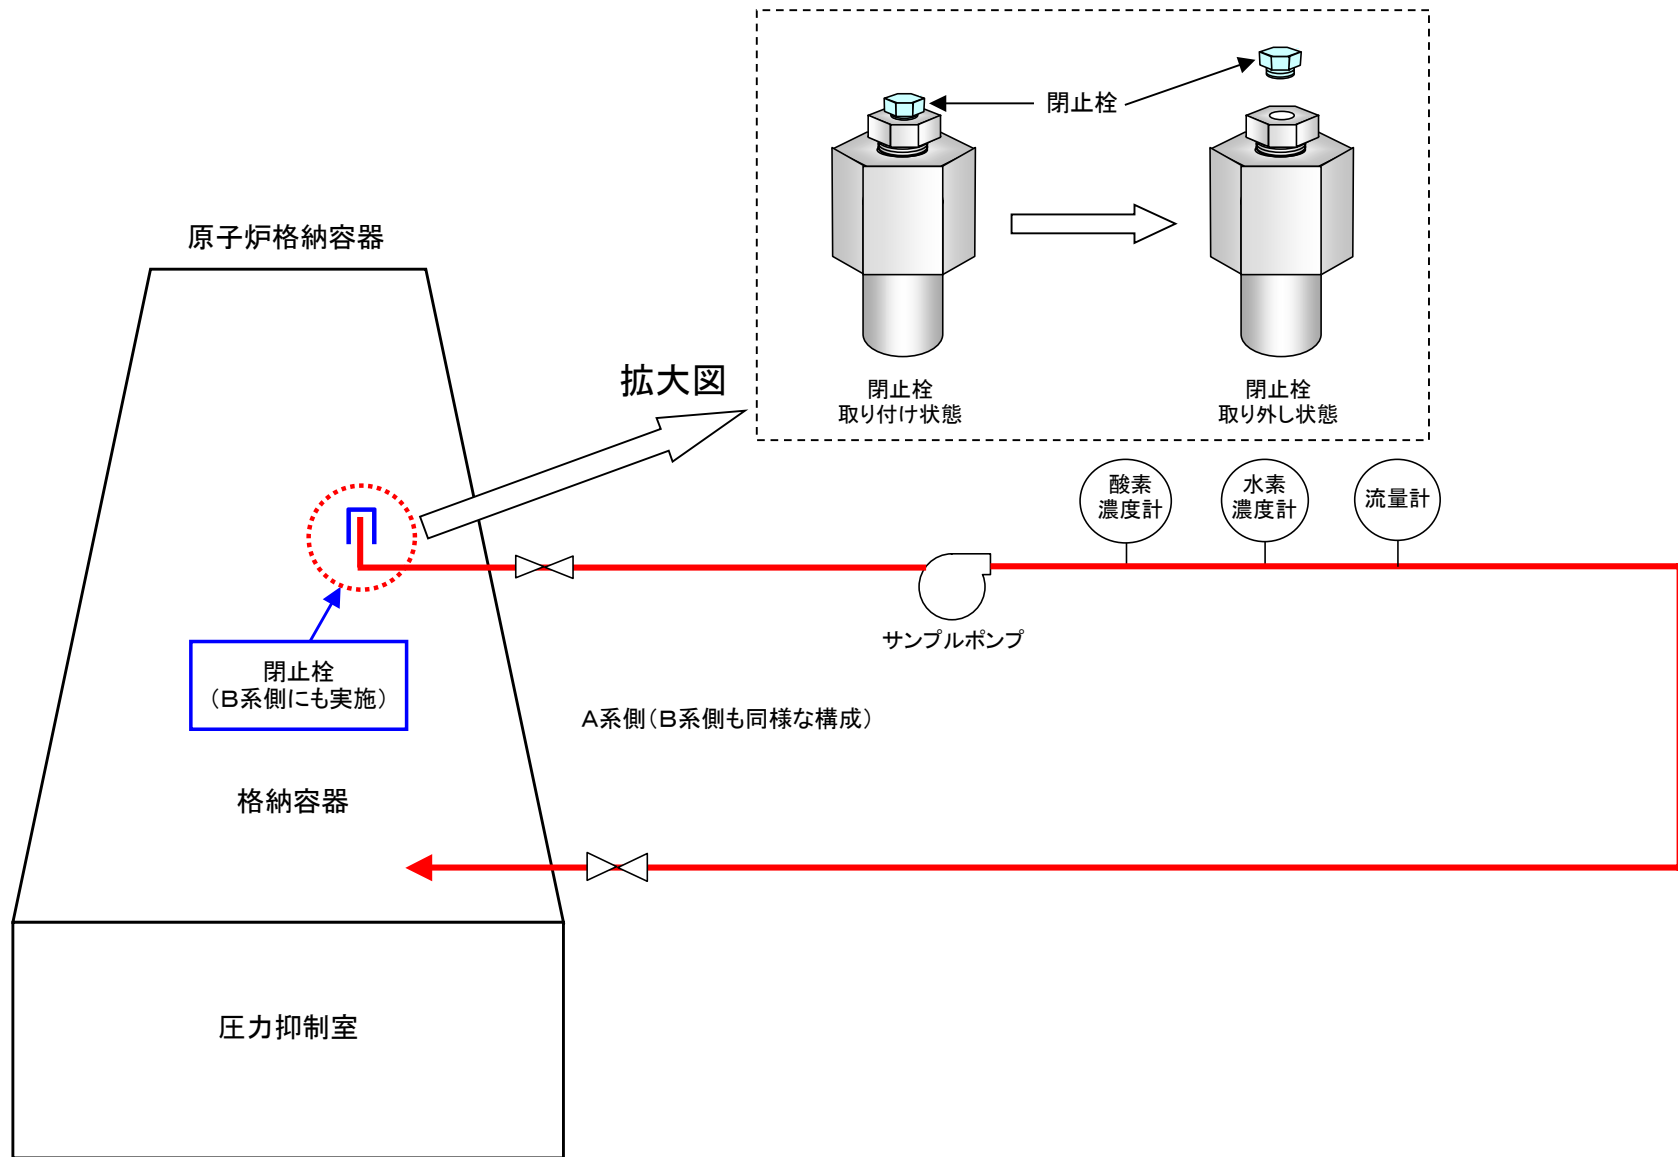 閉止栓
閉止栓
取り付け状態
閉止栓
取り外し状態
原子炉格納容器
拡大図
酸素
濃度計
水素
濃度計
流量計
サンプルポンプ
閉止栓
（B系側にも実施）
A系側（B系側も同様な構成）
格納容器
圧力抑制室